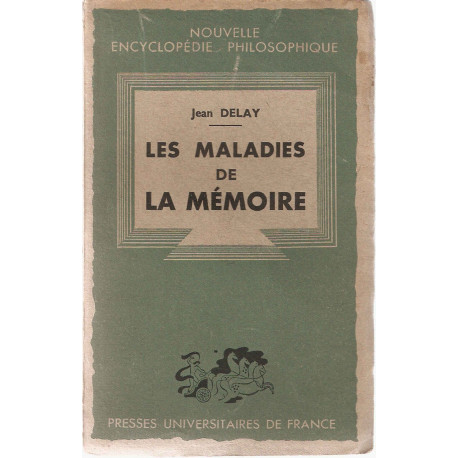 NOUVELLE
ENCYCLOPÉDIE PHILOSOPHIQUE
Jean DELAY
LES MALADIES
DE
LA MÉMOIRE
PRESSES UNIVERSITAIRES DE FRANCE